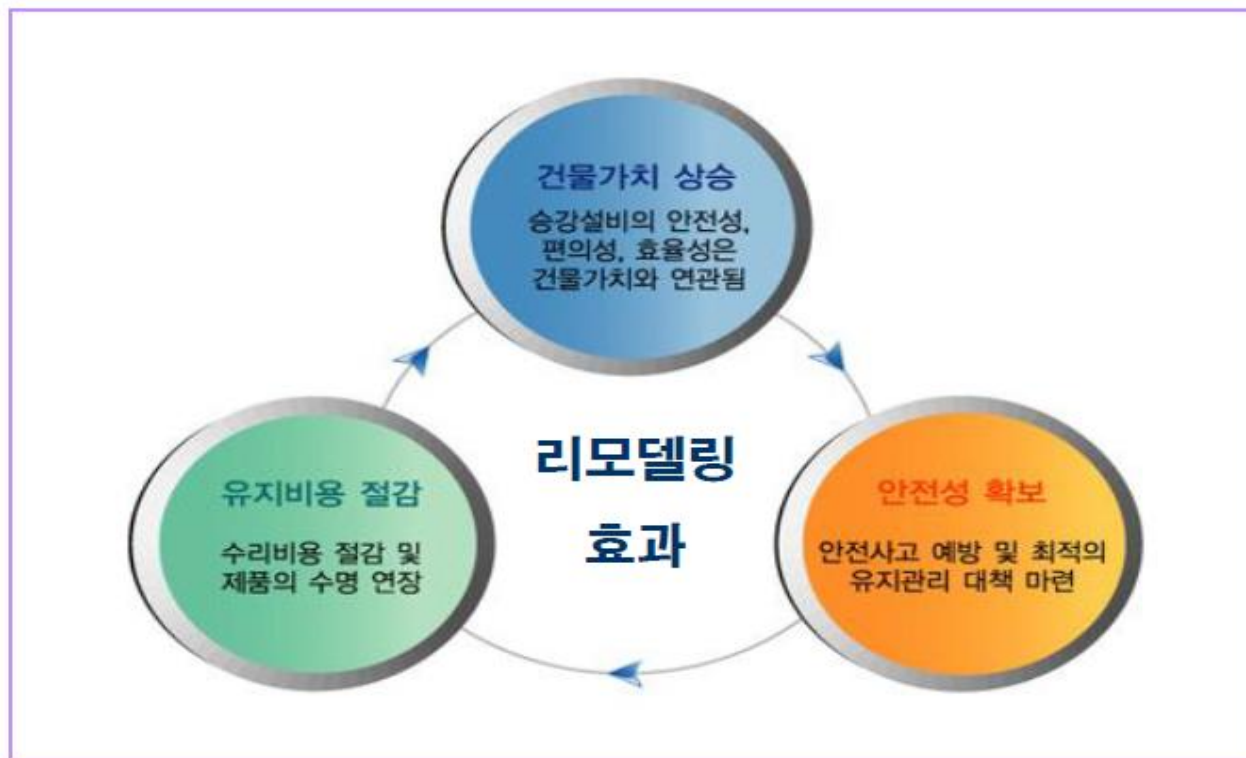 건물가치 상승
승강설비의 안전성,
편의성, 효율성은
건물가치와 연관됨
리모델링
효과
유지비용 절감
수리비용 절감 및
제품의 수명 연장
안전성 확보
안전사고 예방 및 최적의
유지관리 대책 마련